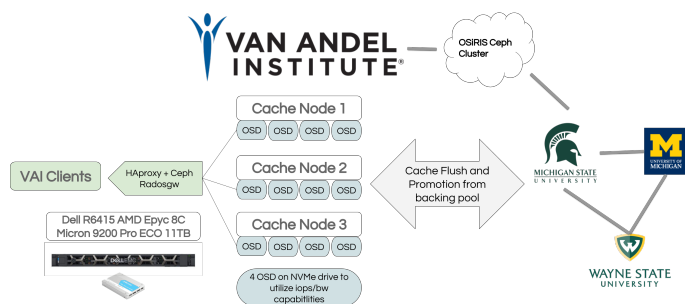 VAN ANDEL
INSTITUTE®
OSiRIS Ceph
Cluster
Cache Node 1
OSD OSD OSD OSD
VAI Clients
HAproxy + Ceph
Radosgw
Cache Node 2
OSD OSD OSD OSD
Cache Node 3
OSD OSD OSD OSD
Cache Flush and
Promotion from
backing pool
MICHIGAN STATE
UNIVERSITY
M
UNIVERSITY OF
MICHIGAN
Dell R6415 AMD Epyc 8C
Micron 9200 Pro ECO 11TB
4 OSD on NVMe drive to
utilize iops/bw
capabitlities
WAYNE STATE
UNIVERSITY